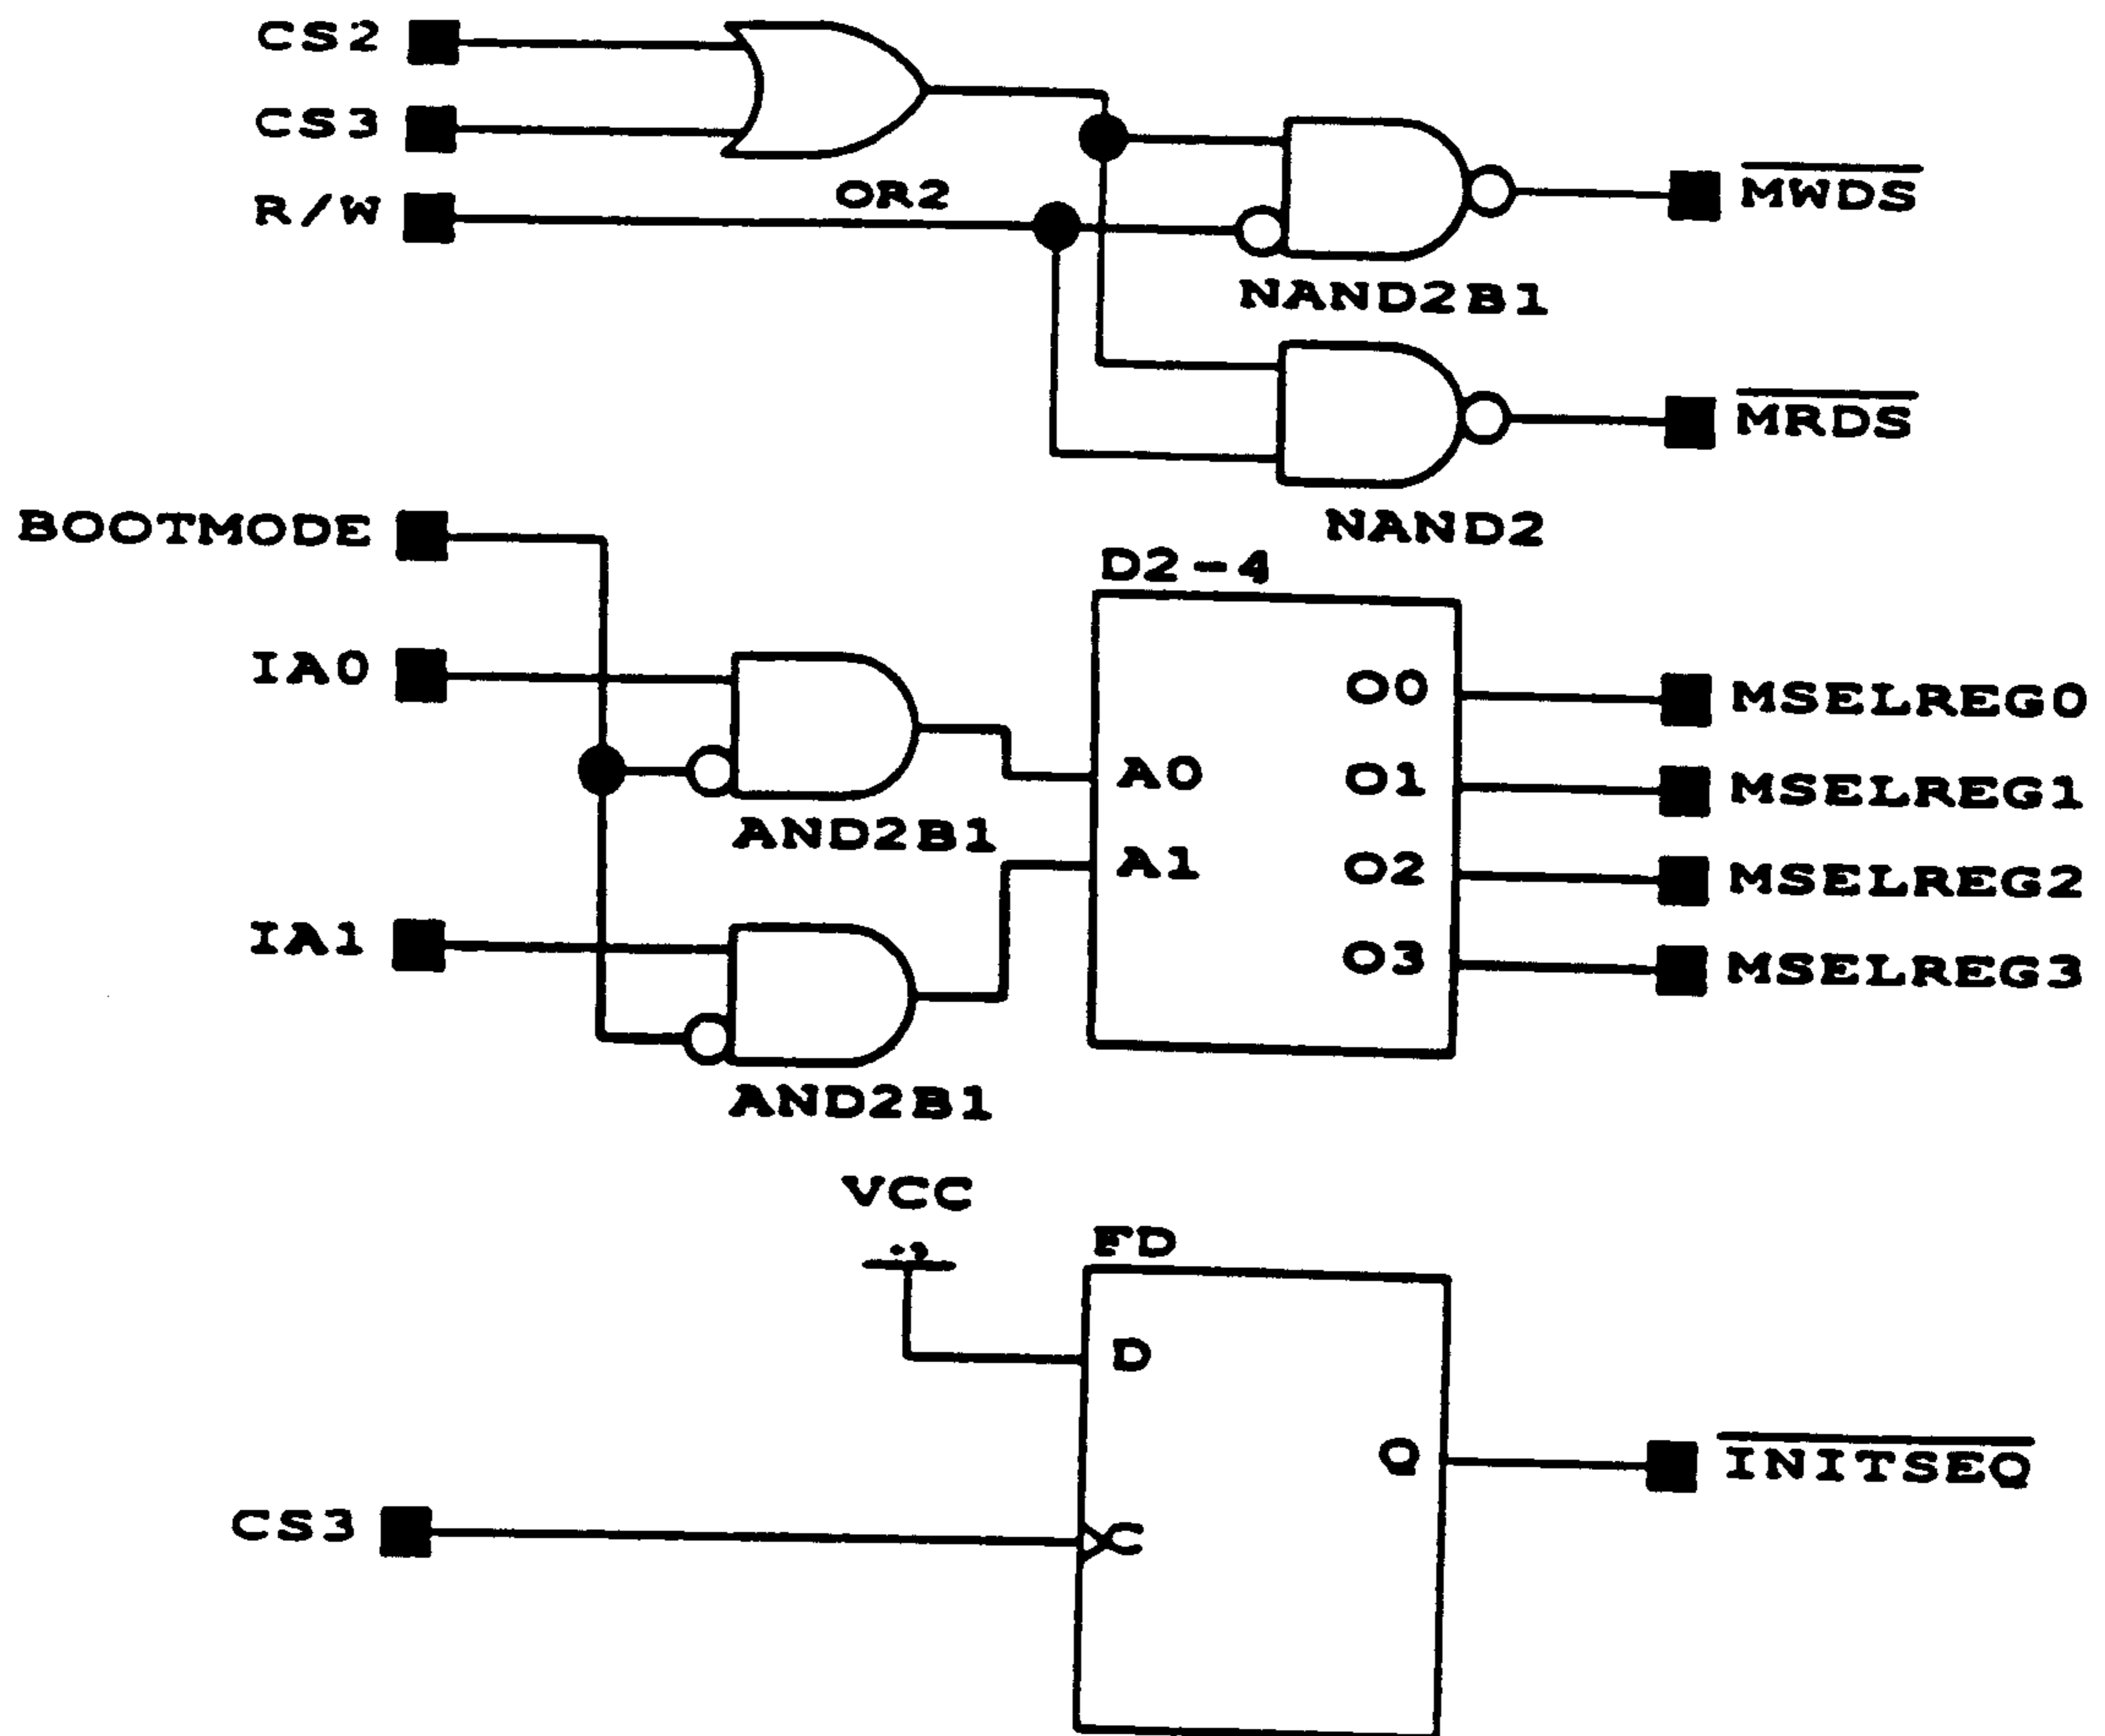 CS2
CS3
R/W
OR2
MWDS
NAND2B1
MRDS
NAND2
BOOTMODE
D2-4
IA0
O0
MSELREG0
A0
O1
MSELREG1
AND2B1
A1
O2
MSELREG2
IA1
O3
MSELREG3
AND2B1
VCC
FD
D
Q
INITSEQ
CS3
C